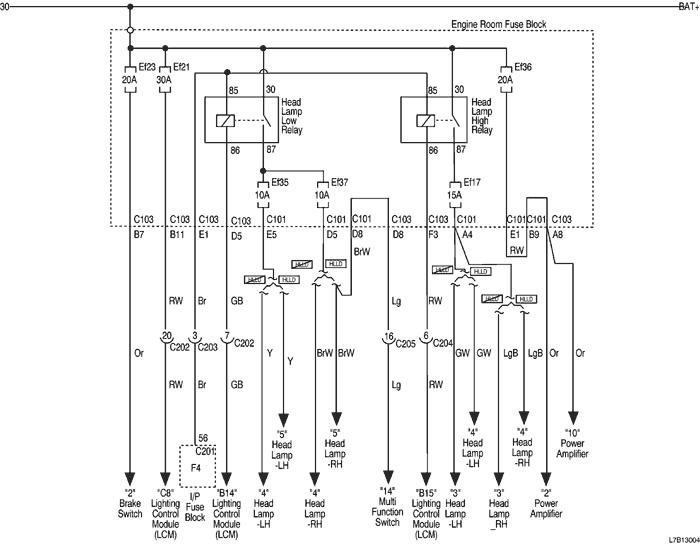 30
BAT+
Engine Room Fuse Block
Ef23
20A
Ef21
30A
Ef36
20A
85
30
Head
Lamp
Low
Relay
86
87
85
30
Head
Lamp
High
Relay
86
87
Ef35
10A
Ef37
10A
Ef17
15A
C103
B7
C103
B11
C103
E1
C103
D5
C101
E5
C101
D5
C101
D8
C103
D8
C103
F3
C101
A4
C101
E1
C101
B9
C103
A8
BrW
RW
HLLD
HLLD
HLLD
HLLD
HLLD
HLLD
HLLD
HLLD
RW
Br
GB
Lg
RW
20
C202
3
C203
7
C202
16
C205
6
C204
Or
RW
Br
GB
Y
Y
BrW
BrW
Lg
RW
GW
GW
LgB
LgB
Or
Or
56
C201
F4
"5"
Head
Lamp
-LH
"5"
Head
Lamp
-RH
"4"
Head
Lamp
-LH
"4"
Head
Lamp
-RH
"10"
Power
Amplifier
"2"
Brake
Switch
"C8"
Lighting
Control
Module
(LCM)
I/P
Fuse
Block
"B14"
Lighting
Control
Module
(LCM)
"4"
Head
Lamp
-LH
"4"
Head
Lamp
-RH
"14"
Multi
Function
Switch
"B15"
Lighting
Control
Module
(LCM)
"3"
Head
Lamp
-LH
"3"
Head
Lamp
_RH
"2"
Power
Amplifier
L7B13004